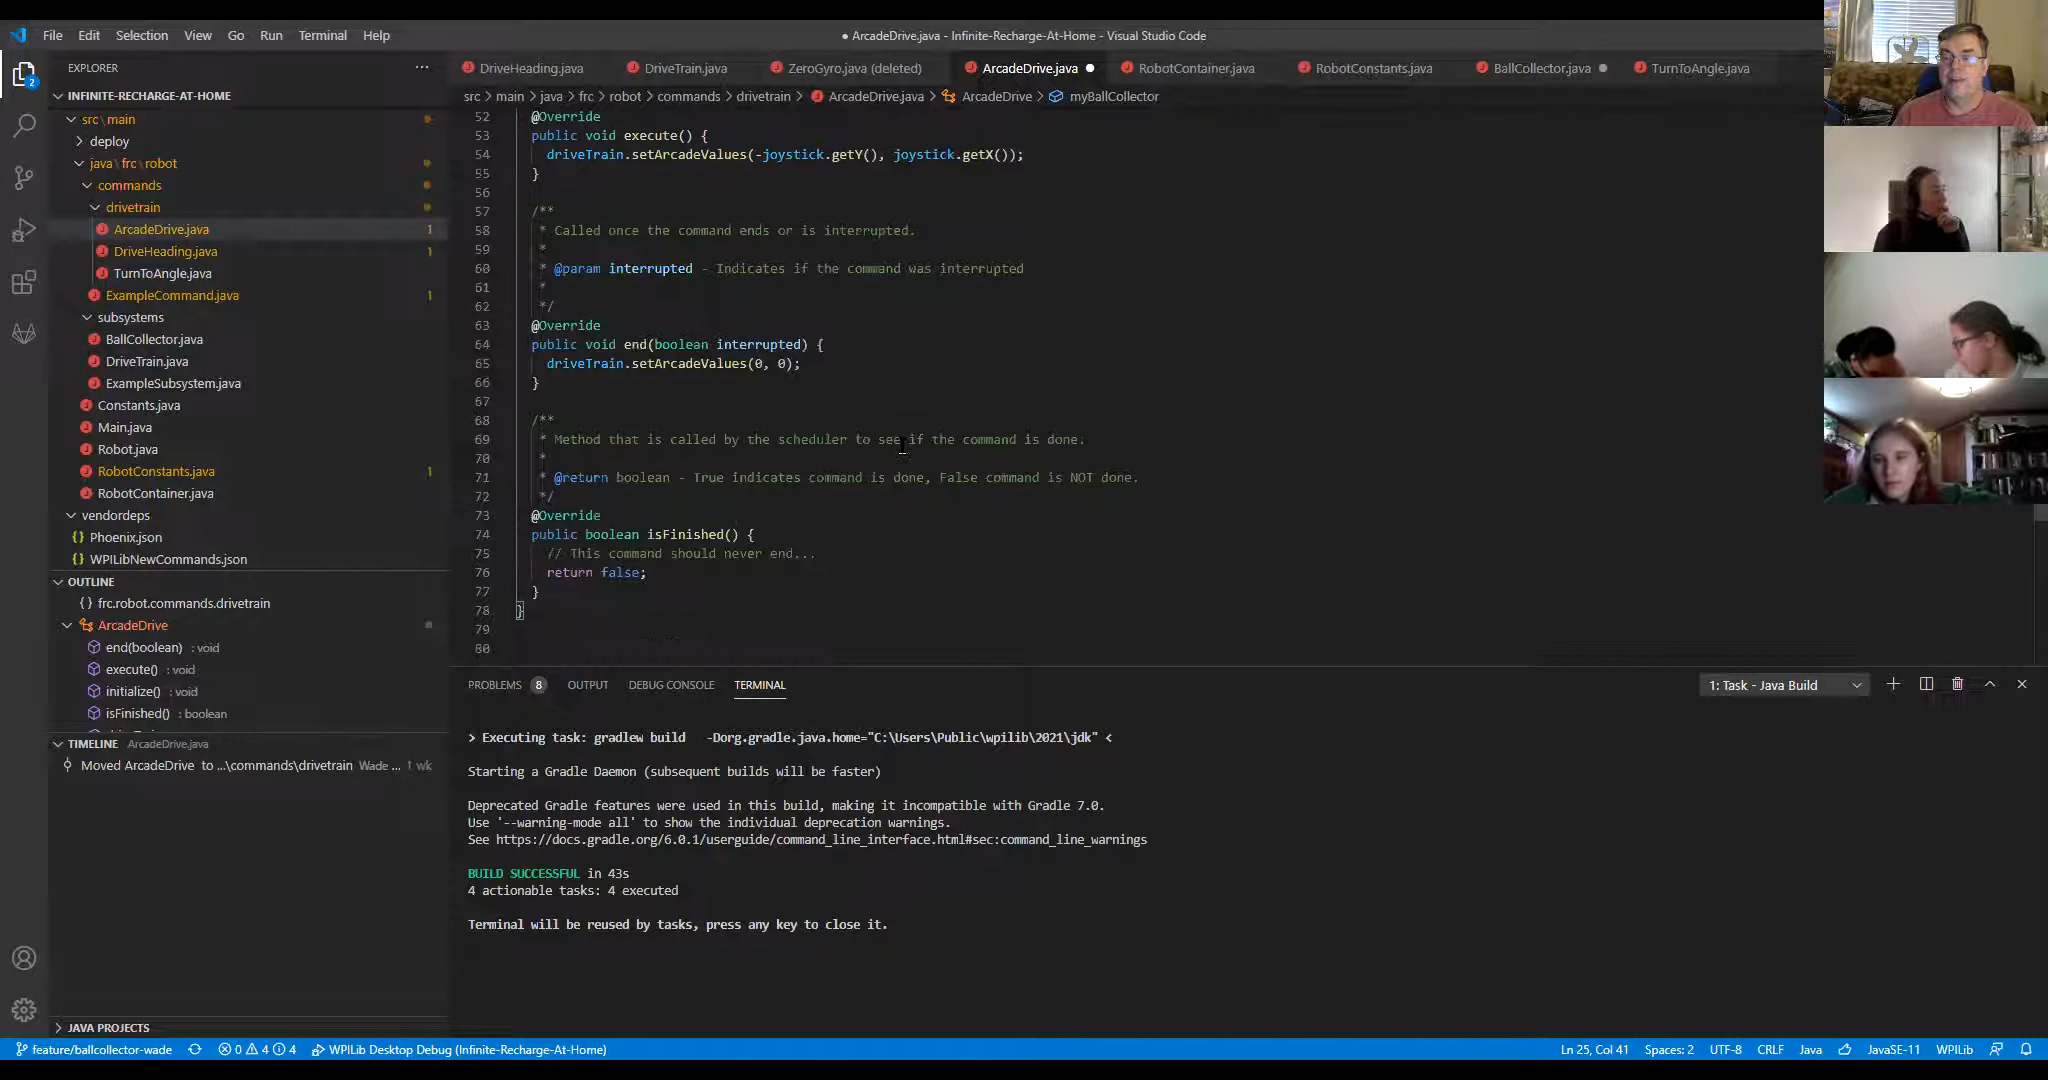 File Edit Selection View Go Run Terminal Help
● ArcadeDrive.java - Infinite-Recharge-At-Home - Visual Studio Code
EXPLORER ...
DriveHeading.java DriveTrain.java ZeroGyro.java (deleted) ArcadeDrive.java ● RobotContainer.java RobotConstants.java BallCollector.java ● TurnToAngle.java
src > main > java > frc > robot > commands > drivetrain > ArcadeDrive.java > ArcadeDrive > myBallCollector
2
INFINITE-RECHARGE-AT-HOME
src\main
deploy
java\frc\robot
commands
drivetrain
ArcadeDrive.java 1
DriveHeading.java 1
TurnToAngle.java
ExampleCommand.java 1
subsystems
BallCollector.java
DriveTrain.java
ExampleSubsystem.java
Constants.java
Main.java
Robot.java
RobotConstants.java 1
RobotContainer.java
vendordeps
{} Phoenix.json
{} WPILibNewCommands.json
OUTLINE
{} frc.robot.commands.drivetrain
ArcadeDrive
end(boolean) : void
execute() : void
initialize() : void
isFinished() : boolean
TIMELINE ArcadeDrive.java
Moved ArcadeDrive to ...\commands\drivetrain Wade ... 1 wk
JAVA PROJECTS
52 @Override
53 public void execute() {
54 driveTrain.setArcadeValues(-joystick.getY(), joystick.getX());
55 }
56
57 /**
58 * Called once the command ends or is interrupted.
59 *
60 * @param interrupted - Indicates if the command was interrupted
61 *
62 */
63 @Override
64 public void end(boolean interrupted) {
65 driveTrain.setArcadeValues(0, 0);
66 }
67
68 /**
69 * Method that is called by the scheduler to see if the command is done.
70 *
71 * @return boolean - True indicates command is done, False command is NOT done.
72 */
73 @Override
74 public boolean isFinished() {
75 // This command should never end...
76 return false;
77 }
78 }
79
80
PROBLEMS 8 OUTPUT DEBUG CONSOLE TERMINAL
1: Task - Java Build
> Executing task: gradlew build -Dorg.gradle.java.home="C:\Users\Public\wpilib\2021\jdk" <
Starting a Gradle Daemon (subsequent builds will be faster)
Deprecated Gradle features were used in this build, making it incompatible with Gradle 7.0.
Use '--warning-mode all' to show the individual deprecation warnings.
See https://docs.gradle.org/6.0.1/userguide/command_line_interface.html#sec:command_line_warnings
BUILD SUCCESSFUL in 43s
4 actionable tasks: 4 executed
Terminal will be reused by tasks, press any key to close it.
feature/ballcollector-wade 0 4 4 WPILib Desktop Debug (Infinite-Recharge-At-Home)
Ln 25, Col 41 Spaces: 2 UTF-8 CRLF Java JavaSE-11 WPILib